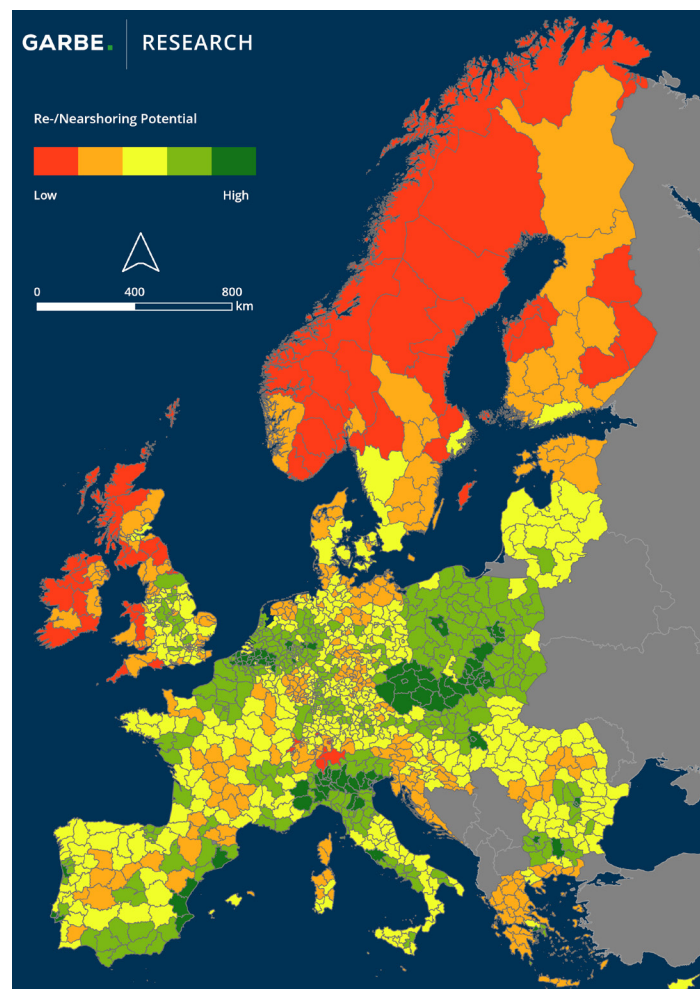 GARBE. RESEARCH
Re-/Nearshoring Potential
Low High
0 400 800
km